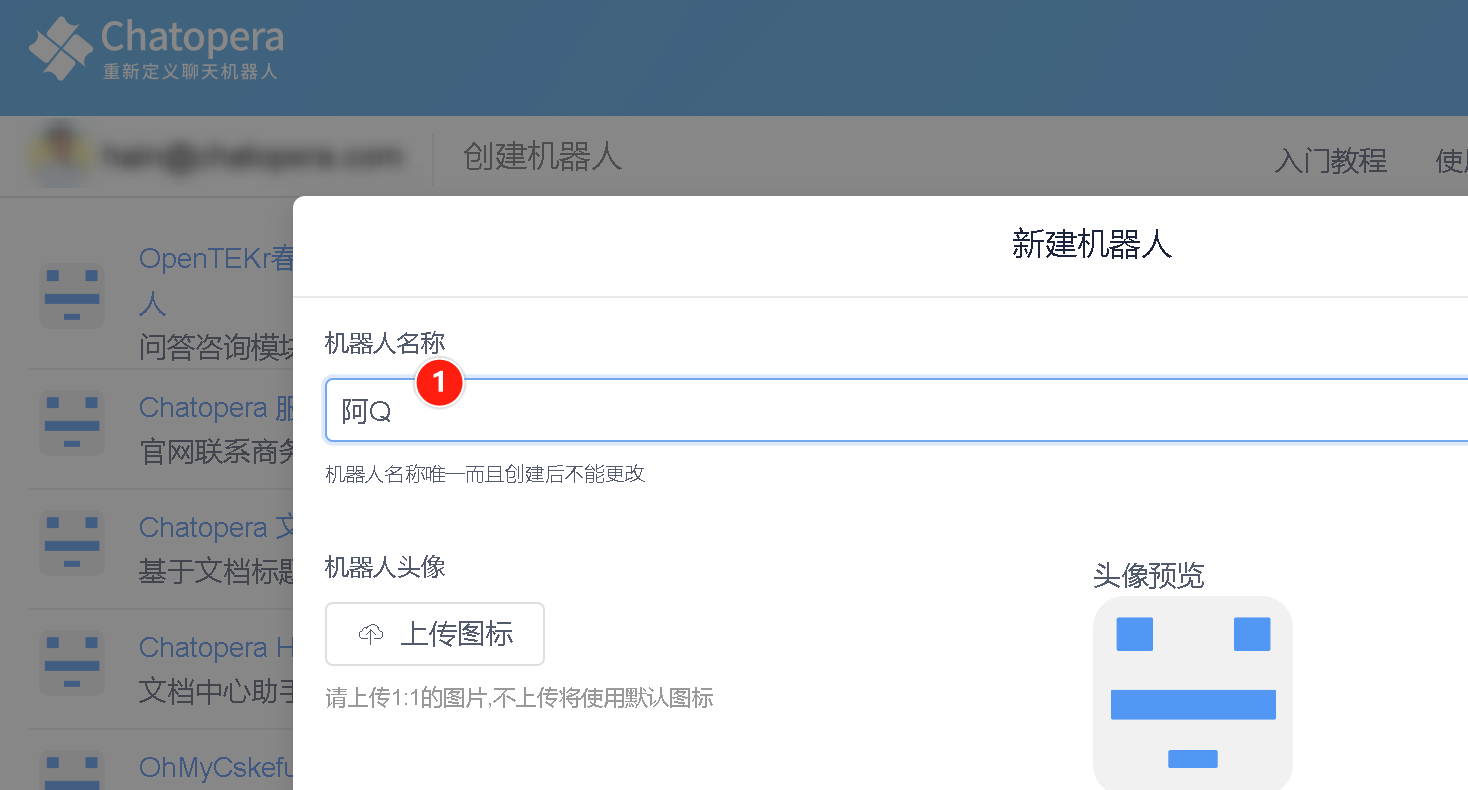 Chatopera
重新定义聊天机器人
创建机器人
入门教程
OpenTEKr春
人
问答咨询模块
Chatopera 服
官网联系商务
Chatopera 文
基于文档标题
Chatopera H
文档中心助手
OhMyCskefu
新建机器人
机器人名称
1
阿Q
机器人名称唯一而且创建后不能更改
机器人头像
上传图标
请上传1:1的图片,不上传将使用默认图标
头像预览